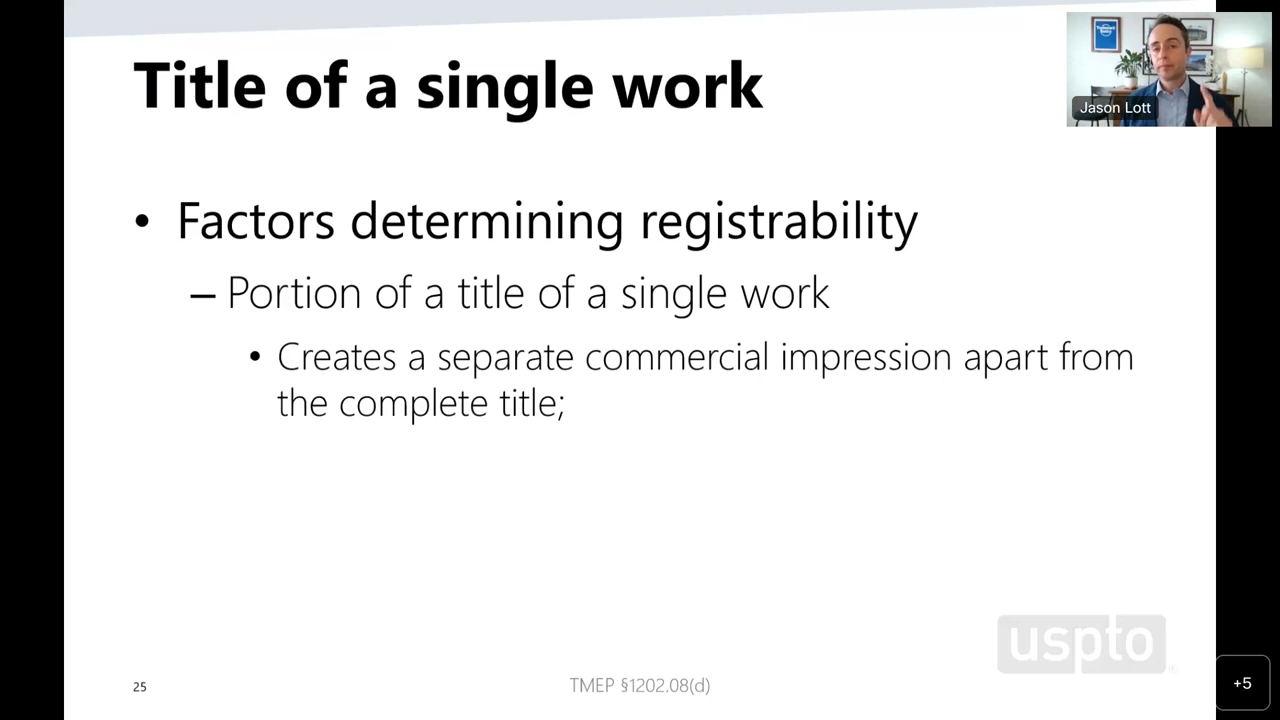 Title of a single work
Jason Lott
• Factors determining registrability
– Portion of a title of a single work
• Creates a separate commercial impression apart from
the complete title;
uspto
25
TMEP §1202.08(d)
+5